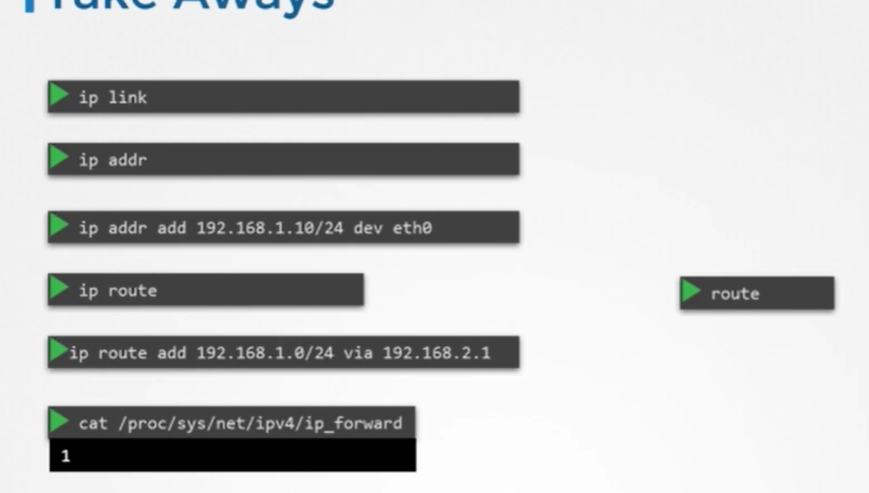 Take Aways
ip link
ip addr
ip addr add 192.168.1.10/24 dev eth0
ip route
route
ip route add 192.168.1.0/24 via 192.168.2.1
cat /proc/sys/net/ipv4/ip_forward
1